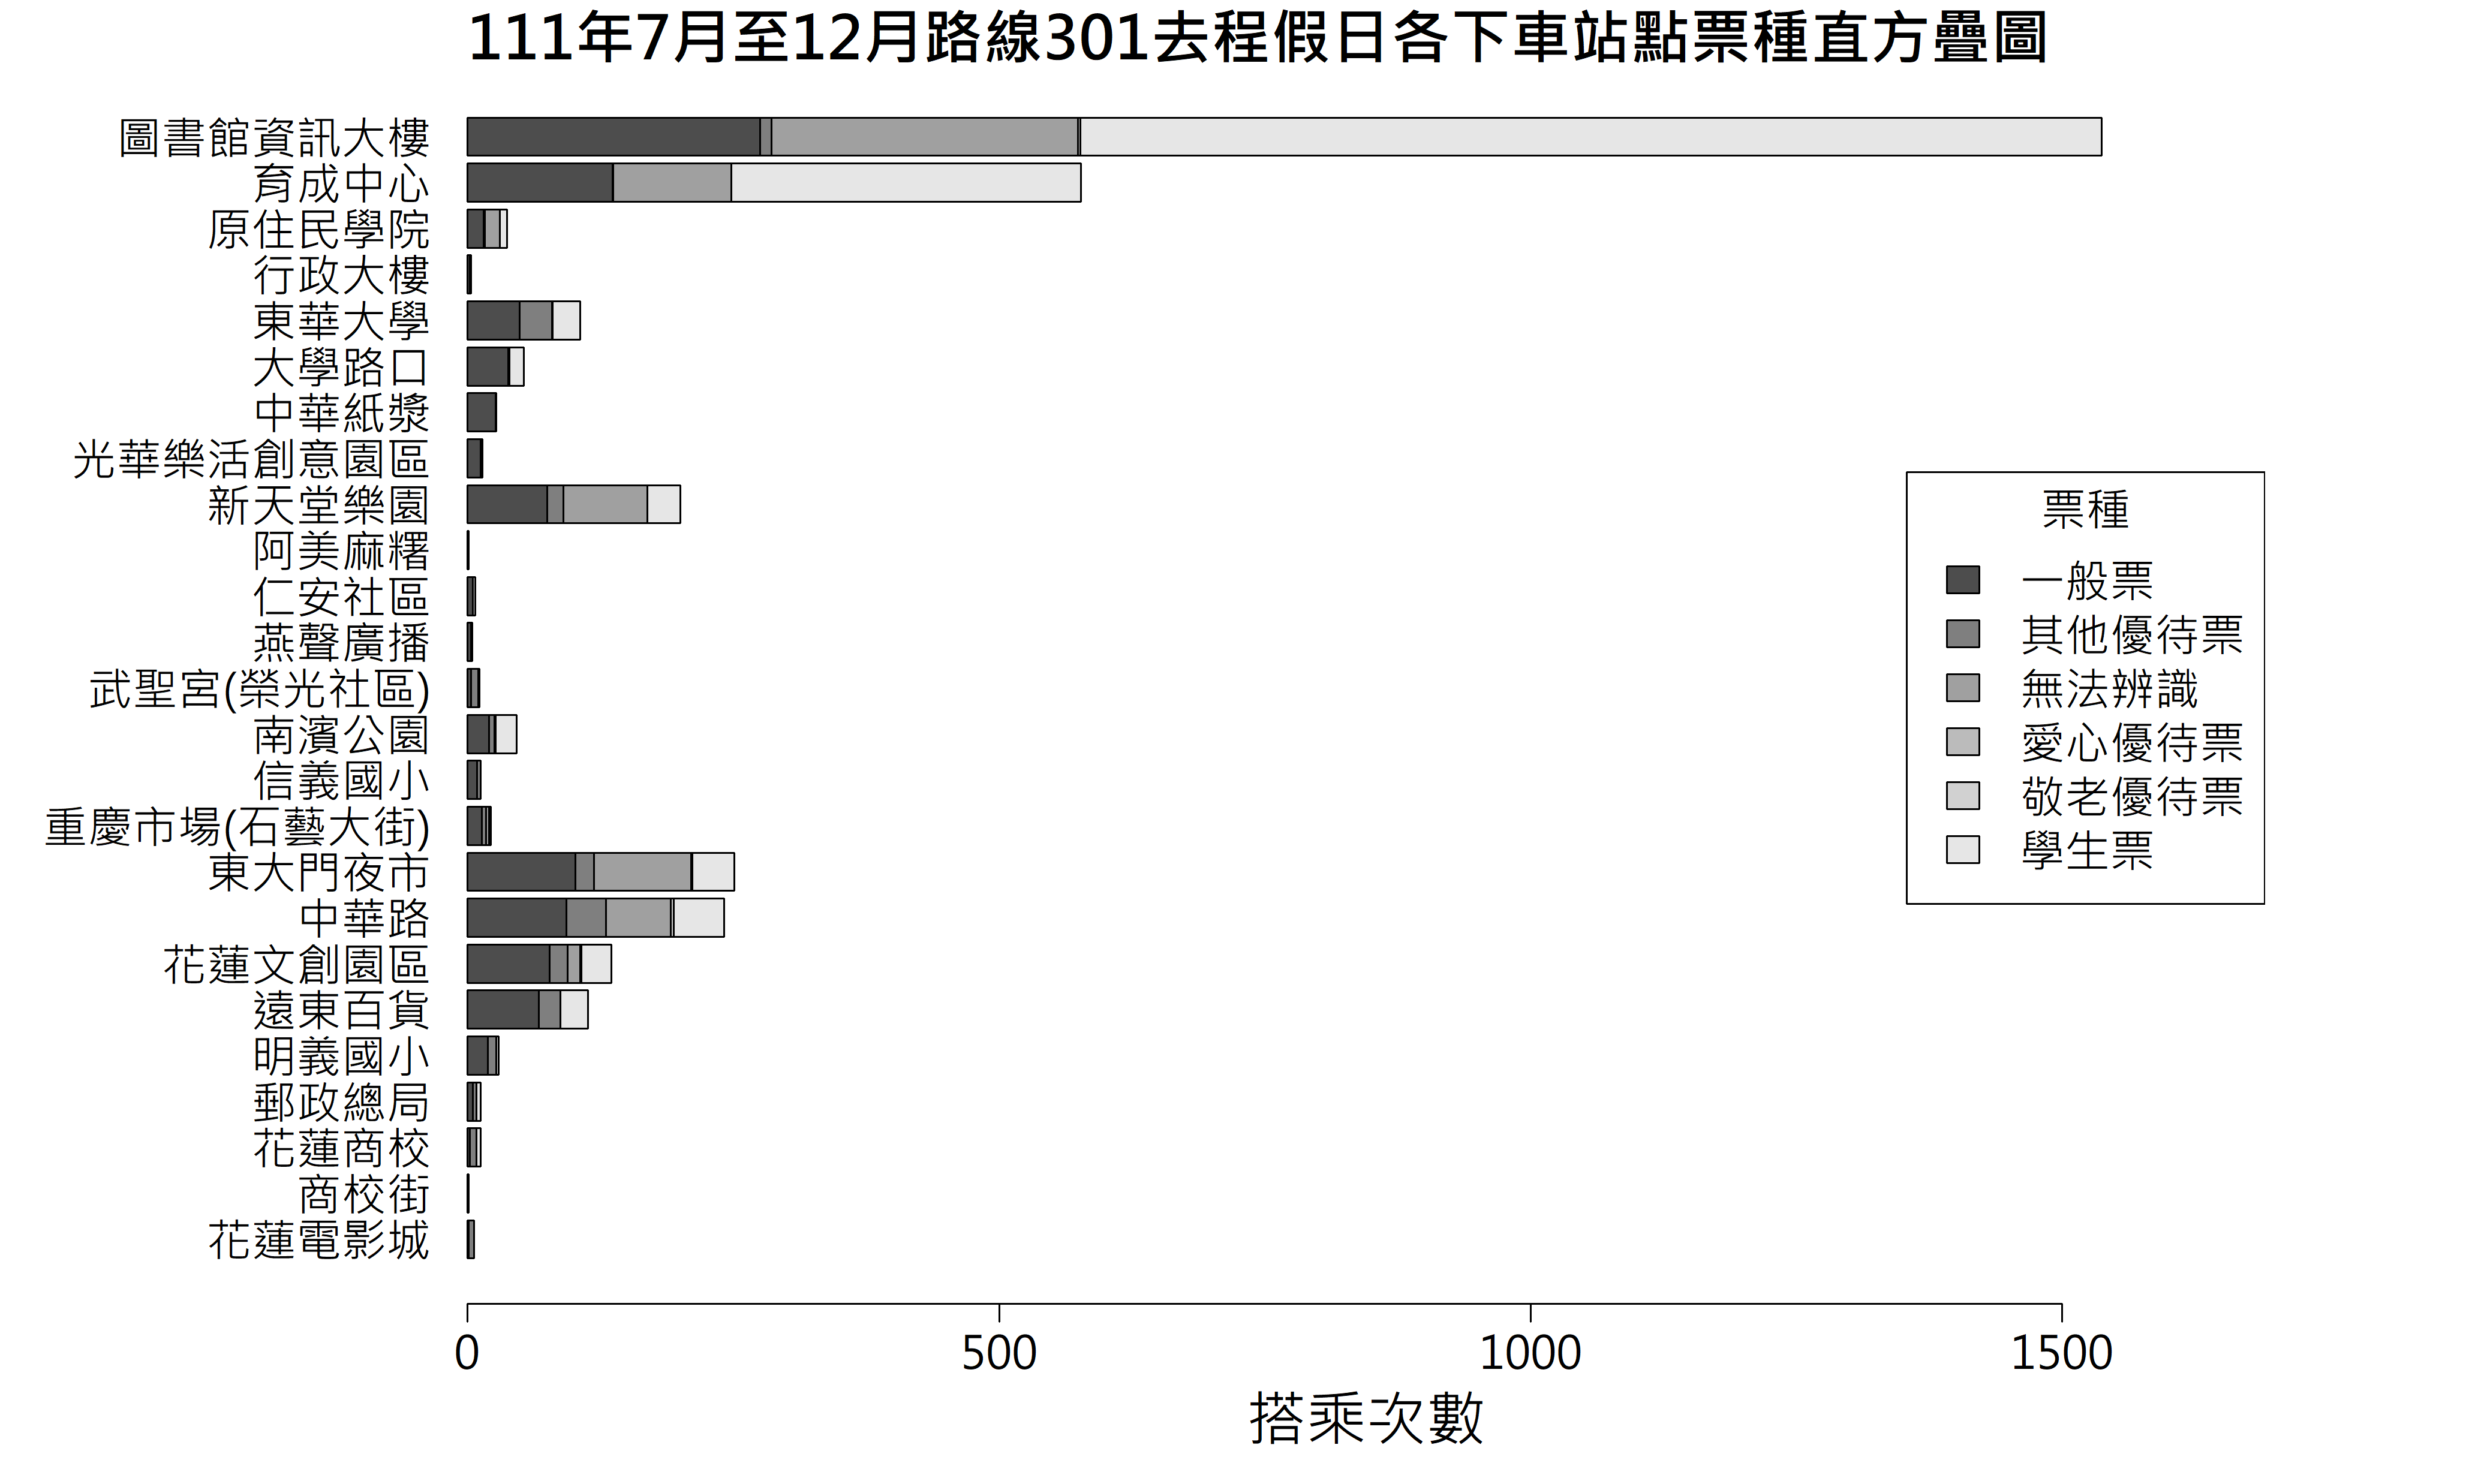 111年7月至12月路線301去程假日各下車站點票種直方疊圖
圖書館資訊大樓
育成中心
原住民學院
行政大樓
東華大學
大學路口
中華紙漿
光華樂活創意園區
新天堂樂園
阿美麻糬
仁安社區
燕聲廣播
武聖宮(榮光社區)
南濱公園
信義國小
重慶市場(石藝大街)
東大門夜市
中華路
花蓮文創園區
遠東百貨
明義國小
郵政總局
花蓮商校
商校街
花蓮電影城
票種
一般票
其他優待票
無法辨識
愛心優待票
敬老優待票
學生票
0 500 1000 1500
搭乘次數